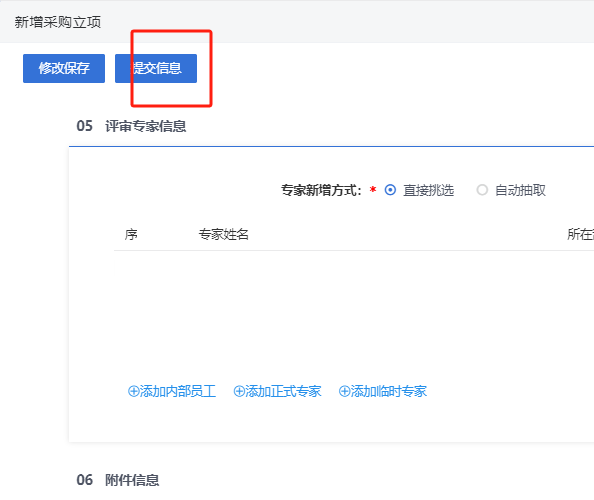 新增采购立项
修改保存 提交信息
05 评审专家信息
专家新增方式： * 直接挑选 自动抽取
序 专家姓名 所在
⊕添加内部员工 ⊕添加正式专家 ⊕添加临时专家
06 附件信息